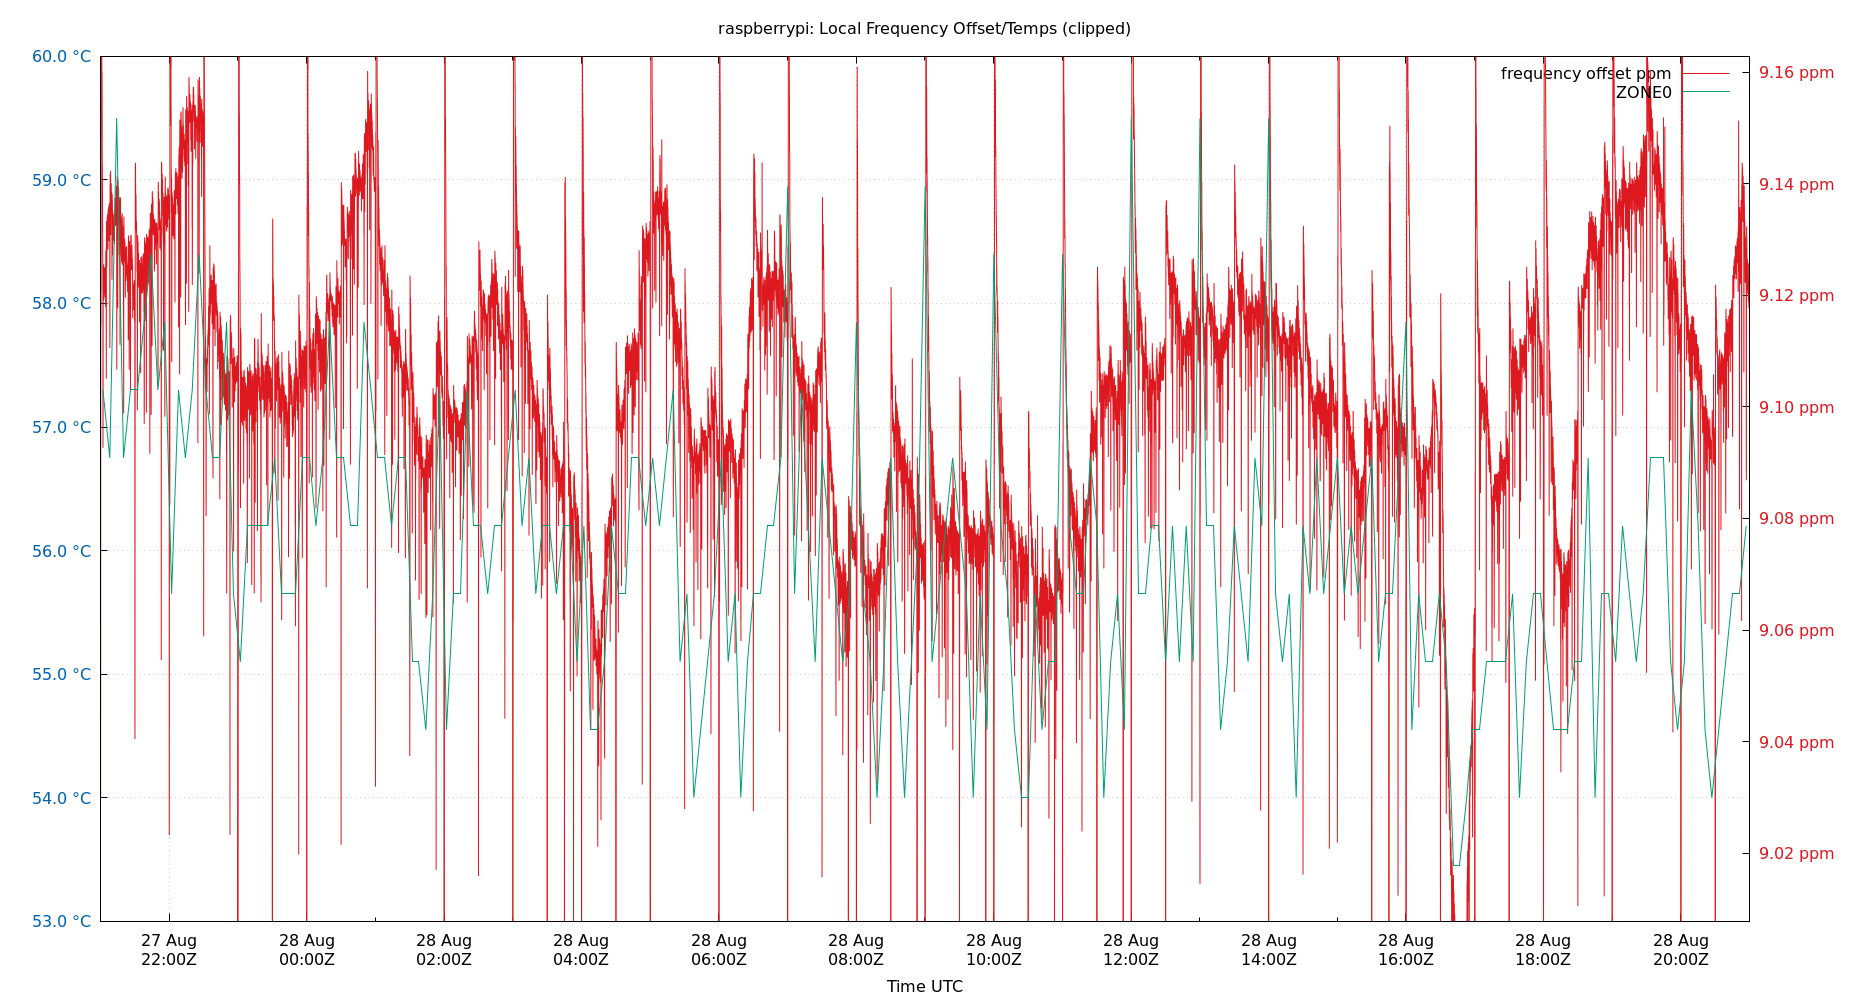 raspberrypi: Local Frequency Offset/Temps (clipped)
frequency offset ppm
ZONE0
60.0 °C
59.0 °C
58.0 °C
57.0 °C
56.0 °C
55.0 °C
54.0 °C
53.0 °C
9.16 ppm
9.14 ppm
9.12 ppm
9.10 ppm
9.08 ppm
9.06 ppm
9.04 ppm
9.02 ppm
27 Aug
22:00Z
28 Aug
00:00Z
28 Aug
02:00Z
28 Aug
04:00Z
28 Aug
06:00Z
28 Aug
08:00Z
28 Aug
10:00Z
28 Aug
12:00Z
28 Aug
14:00Z
28 Aug
16:00Z
28 Aug
18:00Z
28 Aug
20:00Z
Time UTC